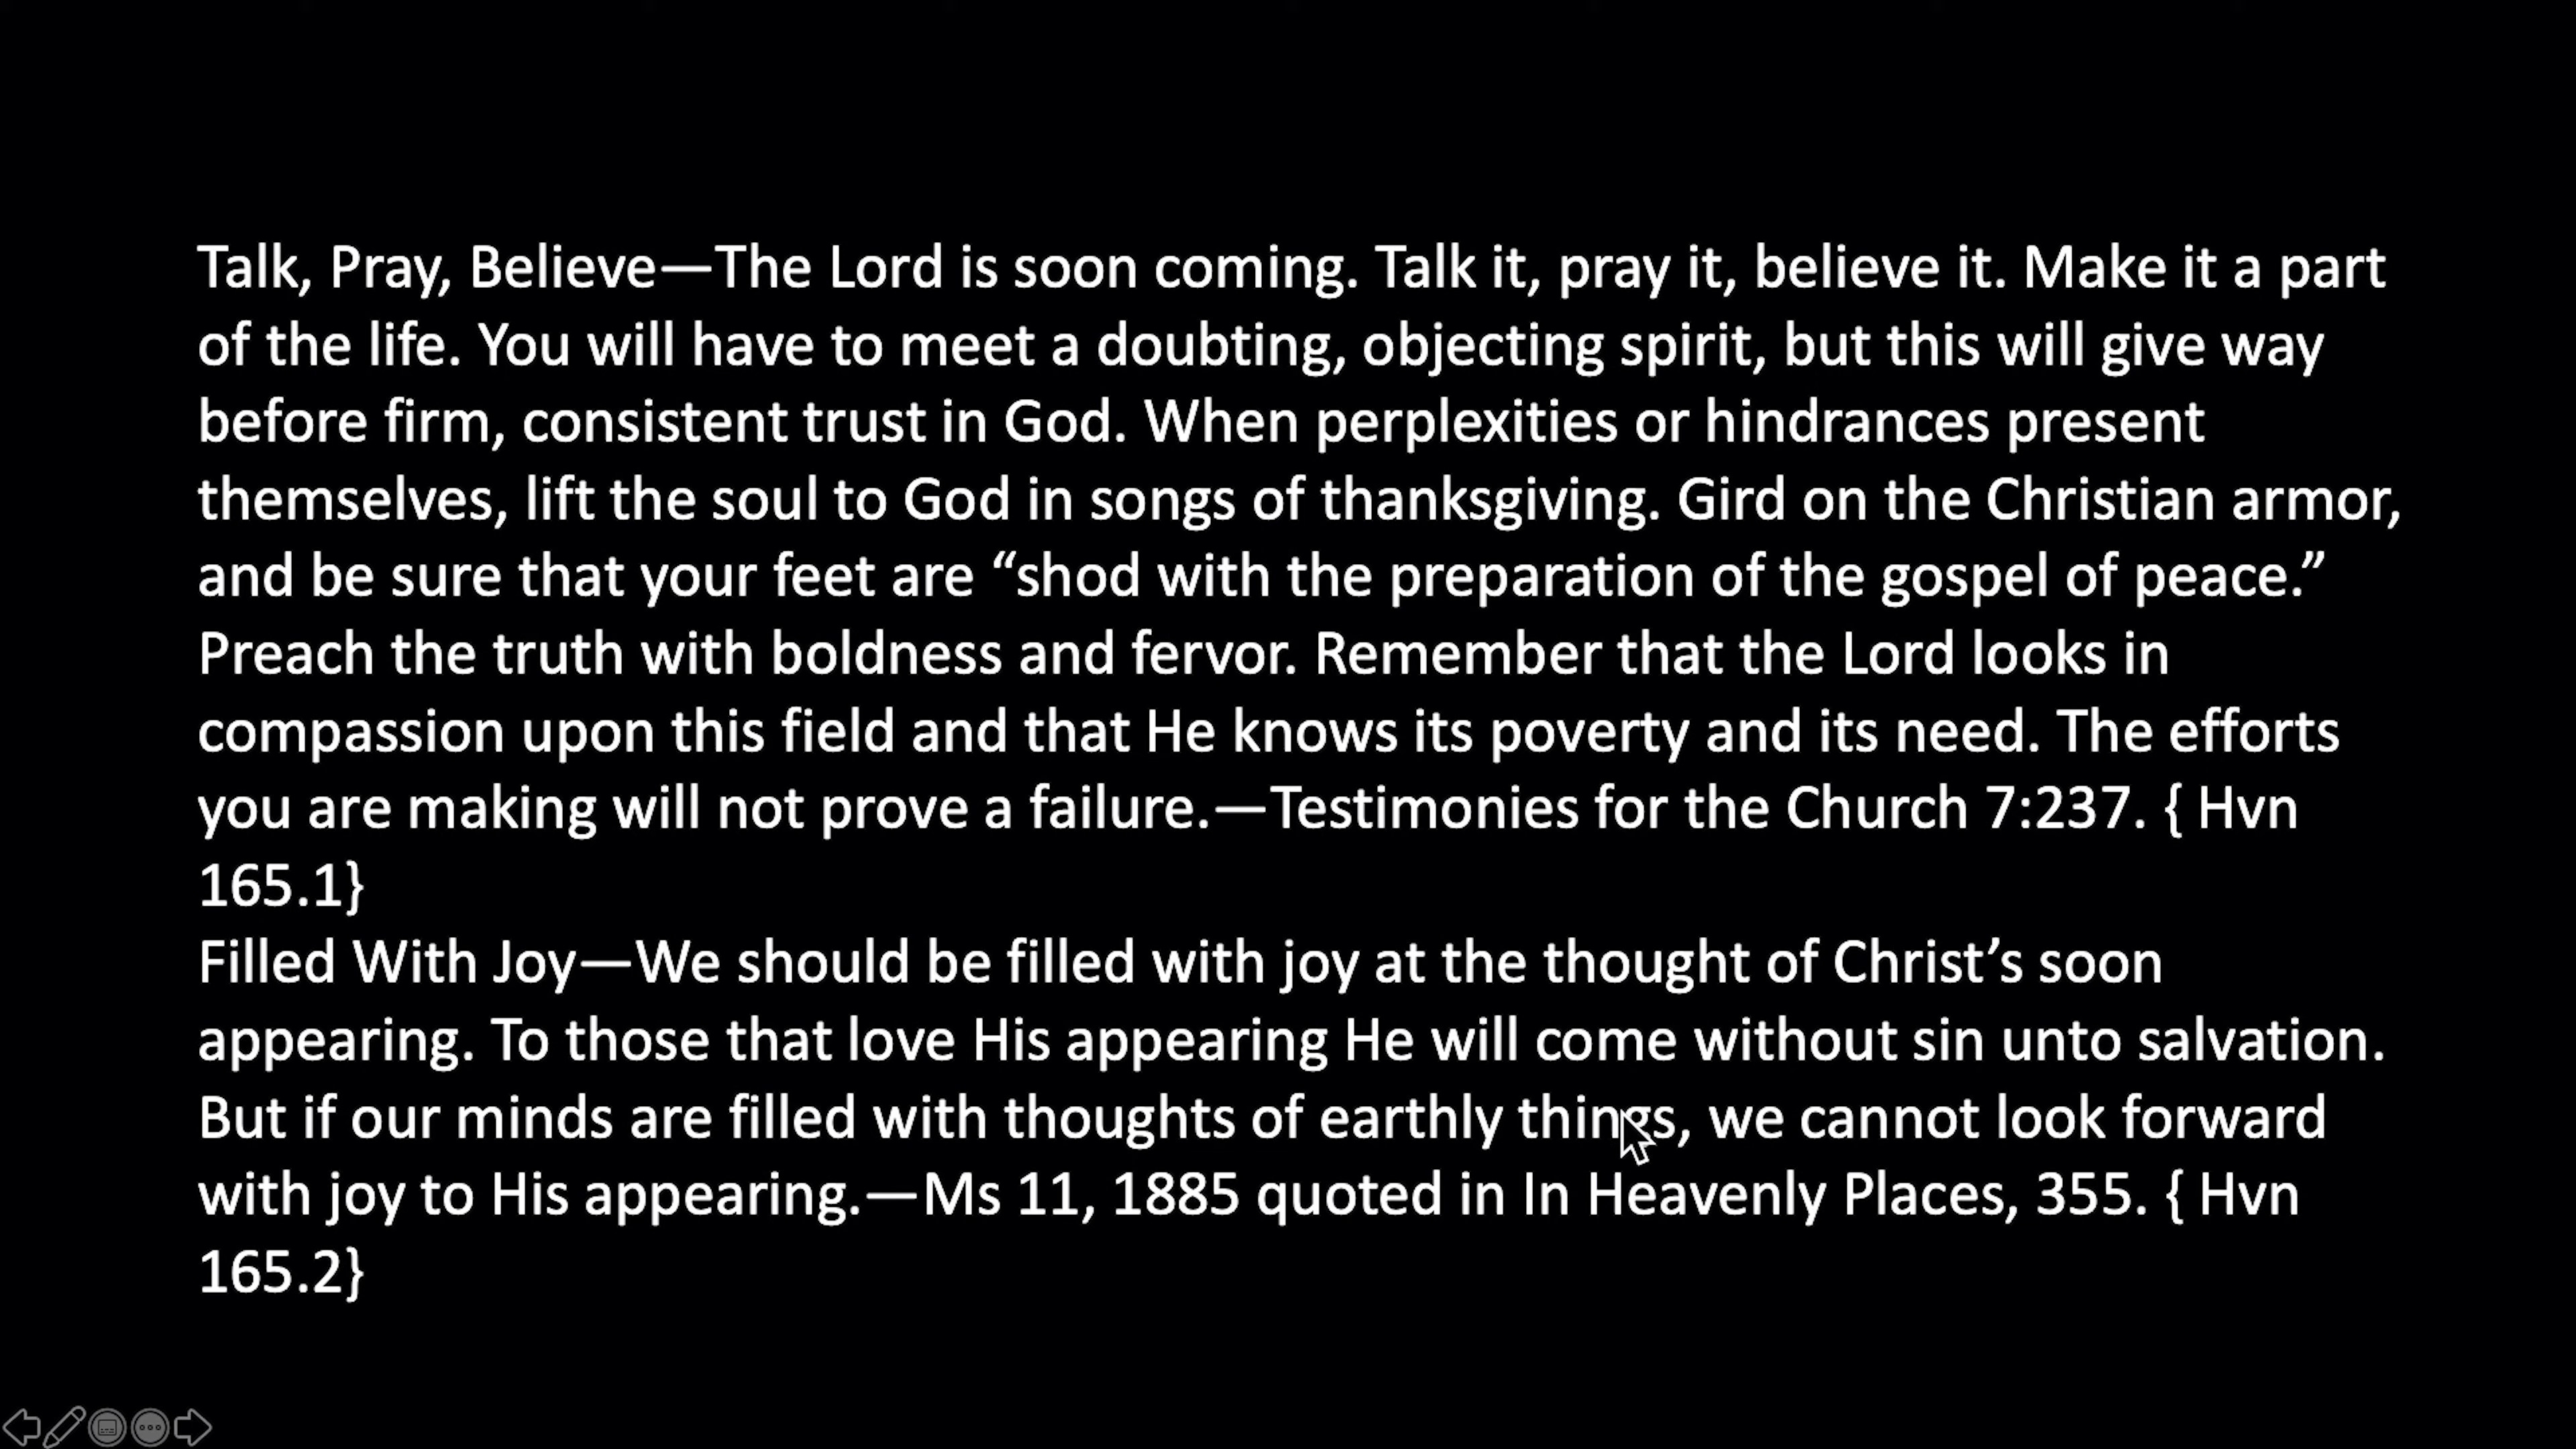 Talk, Pray, Believe—The Lord is soon coming. Talk it, pray it, believe it. Make it a part
of the life. You will have to meet a doubting, objecting spirit, but this will give way
before firm, consistent trust in God. When perplexities or hindrances present
themselves, lift the soul to God in songs of thanksgiving. Gird on the Christian armor,
and be sure that your feet are “shod with the preparation of the gospel of peace.”
Preach the truth with boldness and fervor. Remember that the Lord looks in
compassion upon this field and that He knows its poverty and its need. The efforts
you are making will not prove a failure.—Testimonies for the Church 7:237. { Hvn
165.1}
Filled With Joy—We should be filled with joy at the thought of Christ’s soon
appearing. To those that love His appearing He will come without sin unto salvation.
But if our minds are filled with thoughts of earthly things, we cannot look forward
with joy to His appearing.—Ms 11, 1885 quoted in In Heavenly Places, 355. { Hvn
165.2}